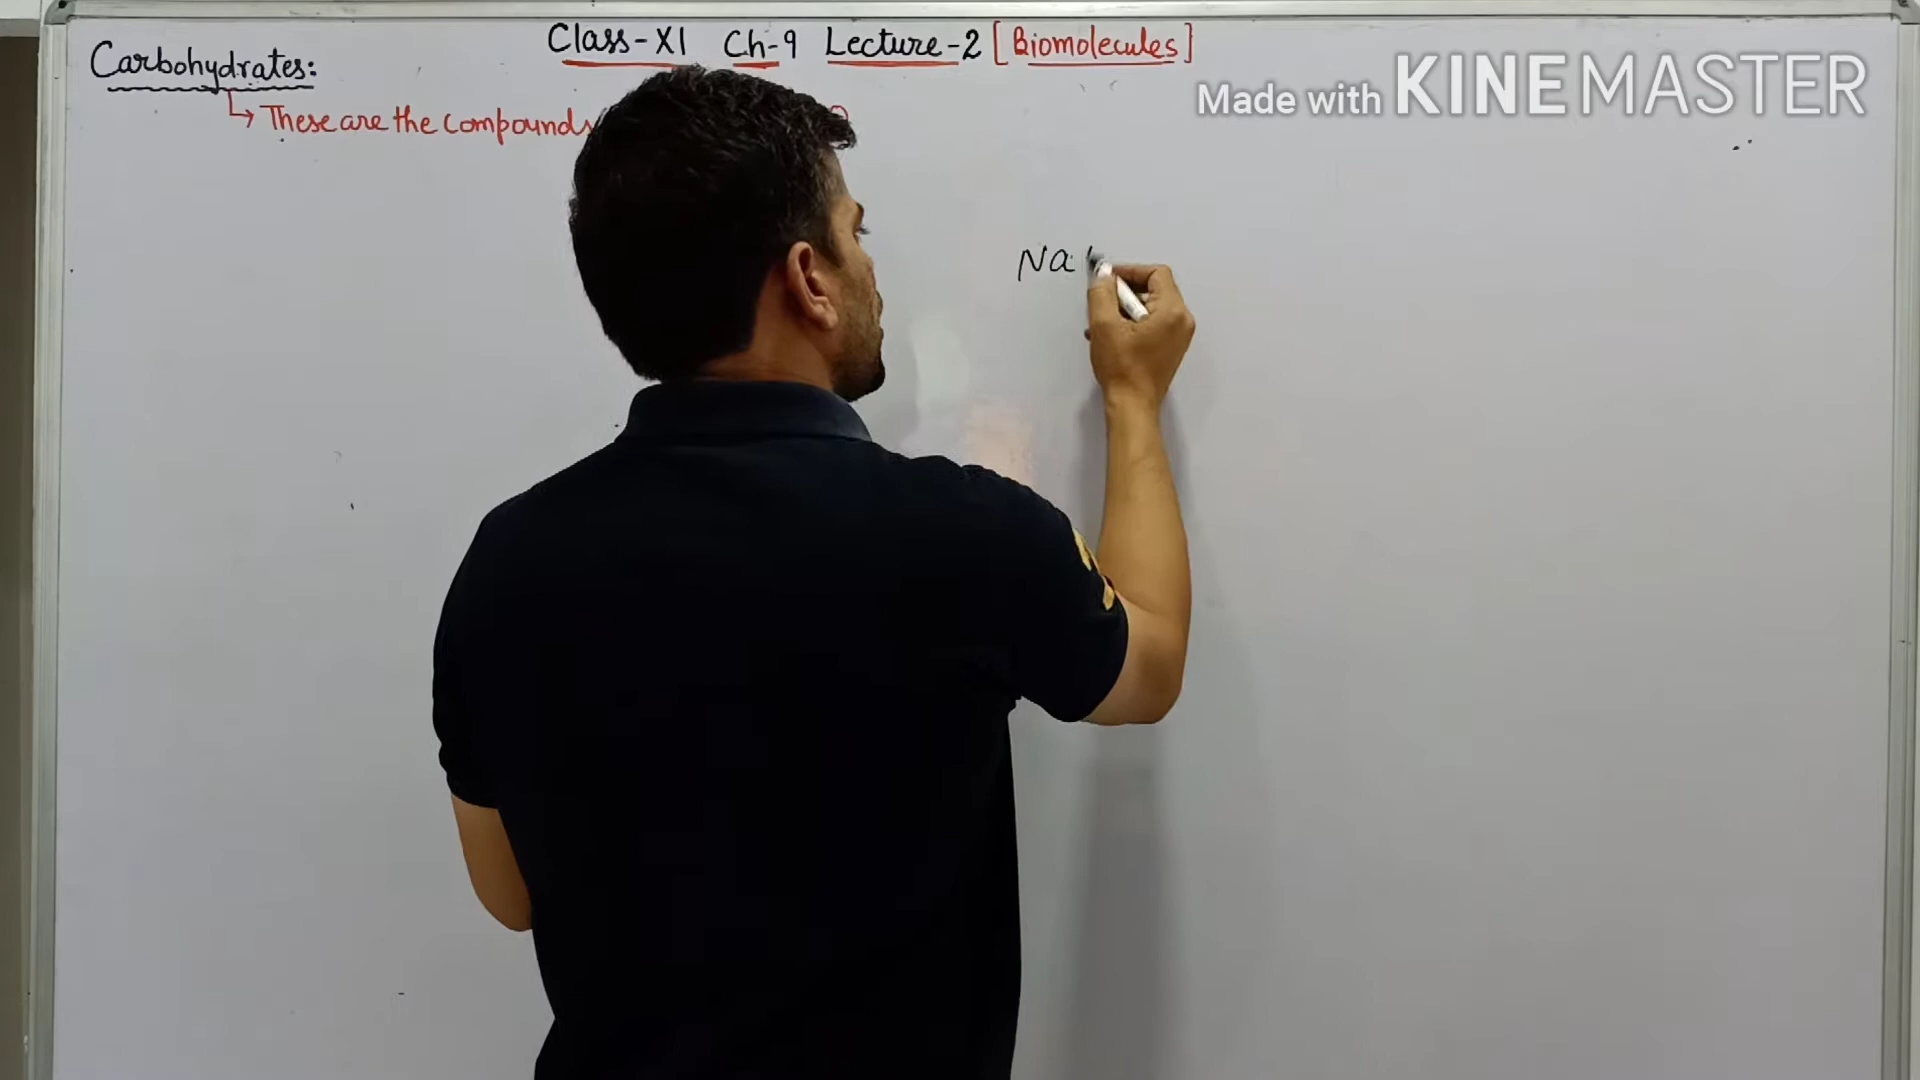 Class-XI Ch-9 Lecture-2 [Biomolecules]
Made with KINEMASTER
Carbohydrates:
↳ These are the compounds
Na